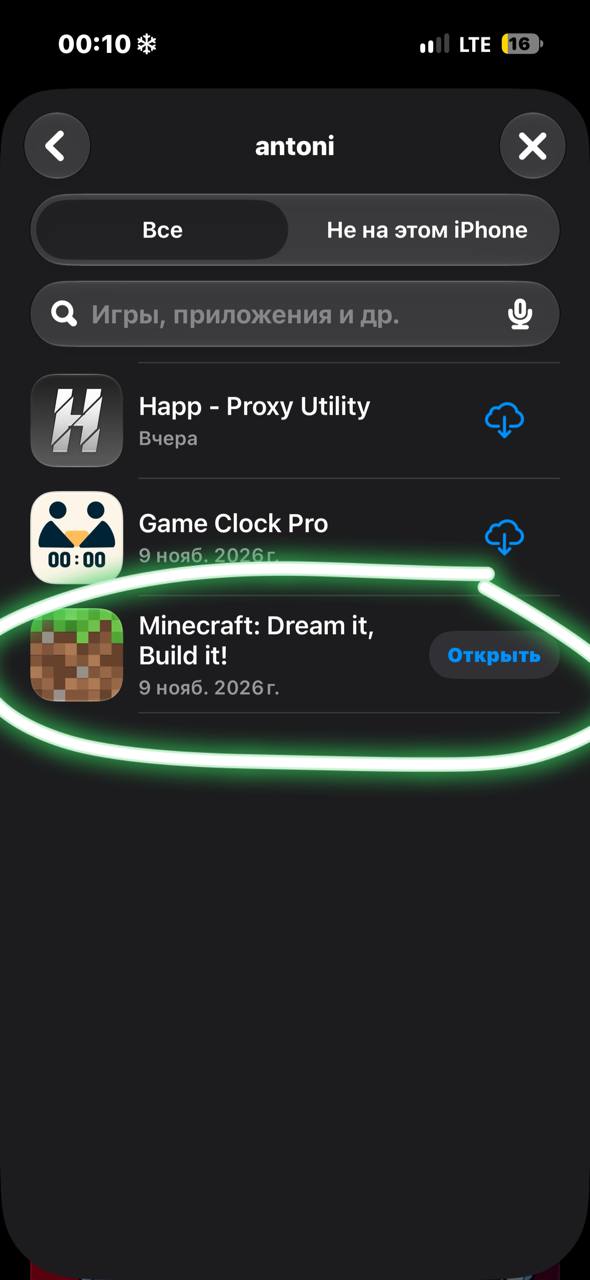 00:10 ❄
LTE 16
antoni
Все
Не на этом iPhone
Игры, приложения и др.
Happ - Proxy Utility
Вчера
00:00
Game Clock Pro
9 нояб. 2026 г.
Minecraft: Dream it,
Build it!
Открыть
9 нояб. 2026 г.